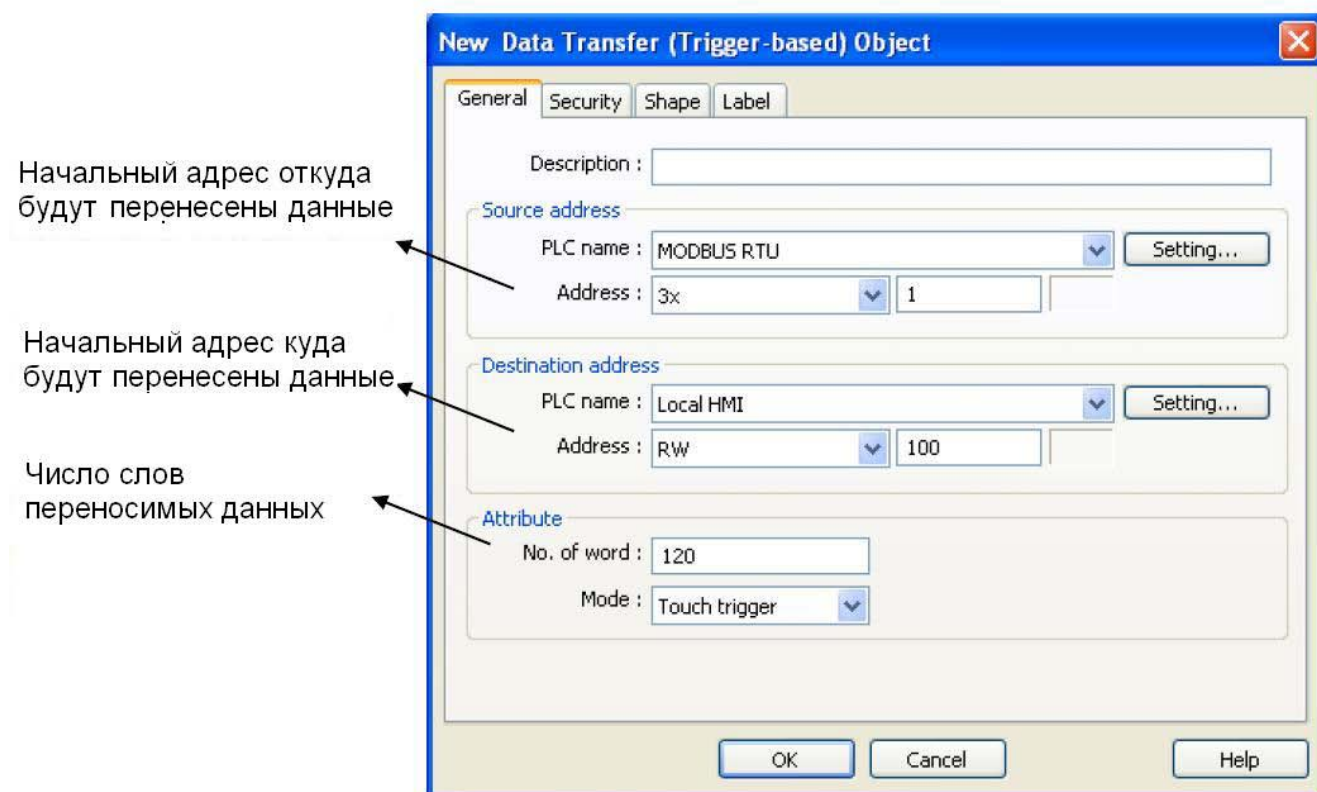 New Data Transfer (Trigger-based) Object
General Security Shape Label
Description :
Начальный адрес откуда
будут перенесены данные
Source address
PLC name : MODBUS RTU Setting...
Address : 3x 1
Начальный адрес куда
будут перенесены данные
Destination address
PLC name : Local HMI Setting...
Address : RW 100
Число слов
переносимых данных
Attribute
No. of word : 120
Mode : Touch trigger
OK Cancel Help